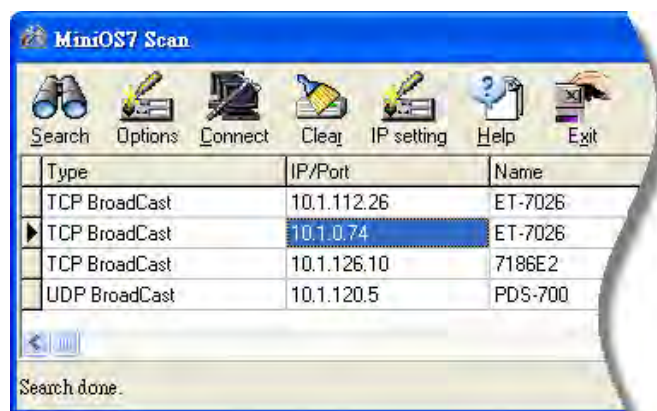 MiniOS7 Scan
Search Options Connect Clear IP setting Help Exit
Type IP/Port Name
TCP BroadCast 10.1.112.26 ET-7026
TCP BroadCast 10.1.0.74 ET-7026
TCP BroadCast 10.1.126.10 7186E2
UDP BroadCast 10.1.120.5 PDS-700
Search done.